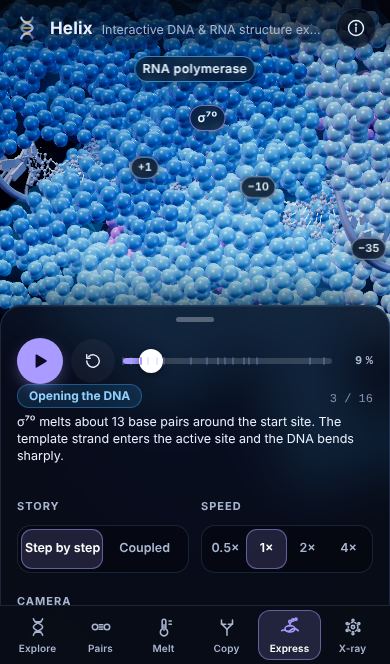 Helix Interactive DNA & RNA structure ex...
RNA polymerase
σ⁷⁰
+1
−10
−35
9 %
Opening the DNA
3 / 16
σ⁷⁰ melts about 13 base pairs around the start site. The
template strand enters the active site and the DNA bends
sharply.
STORY
SPEED
Step by step
Coupled
0.5×
1×
2×
4×
CAMERA
Explore
Pairs
Melt
Copy
Express
X-ray